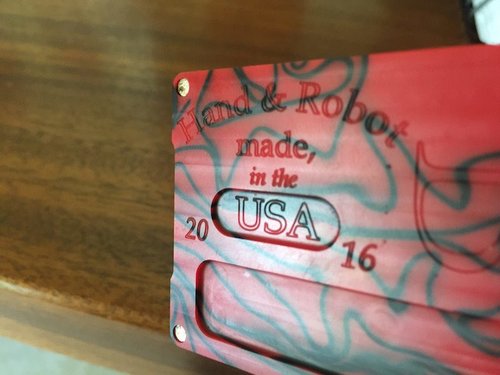 Hand & Robot
made,
in the
USA
20 16